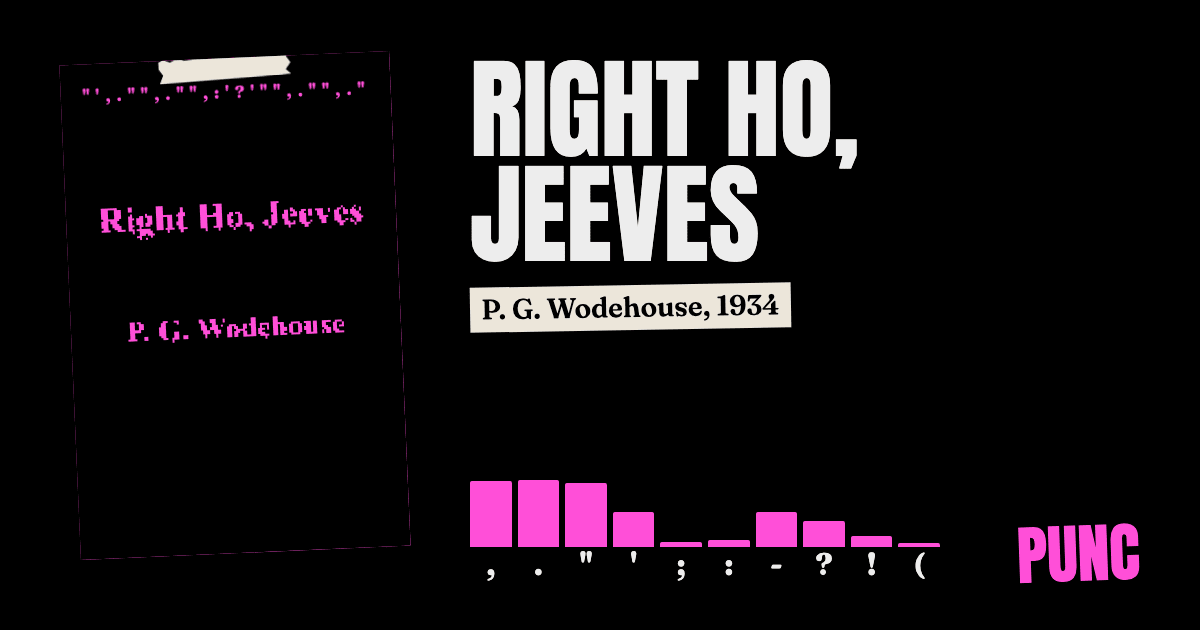 "',."",."",:'?'"",."",."
Right Ho, Jeeves
P. G. Wodehouse
RIGHT HO,
JEEVES
P. G. Wodehouse, 1934
, . " ' ; : - ? ! (
PUNC